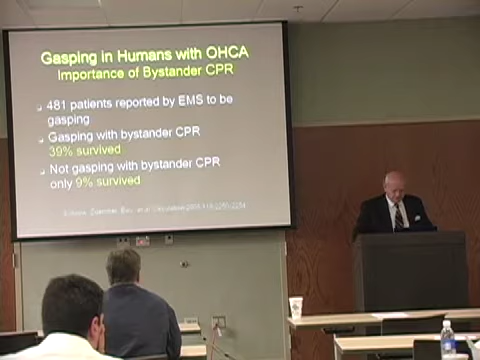 Gasping in Humans with OHCA
Importance of Bystander CPR
481 patients reported by EMS to be
gasping
Gasping with bystander CPR
39% survived
Not gasping with bystander CPR
only 9% survived